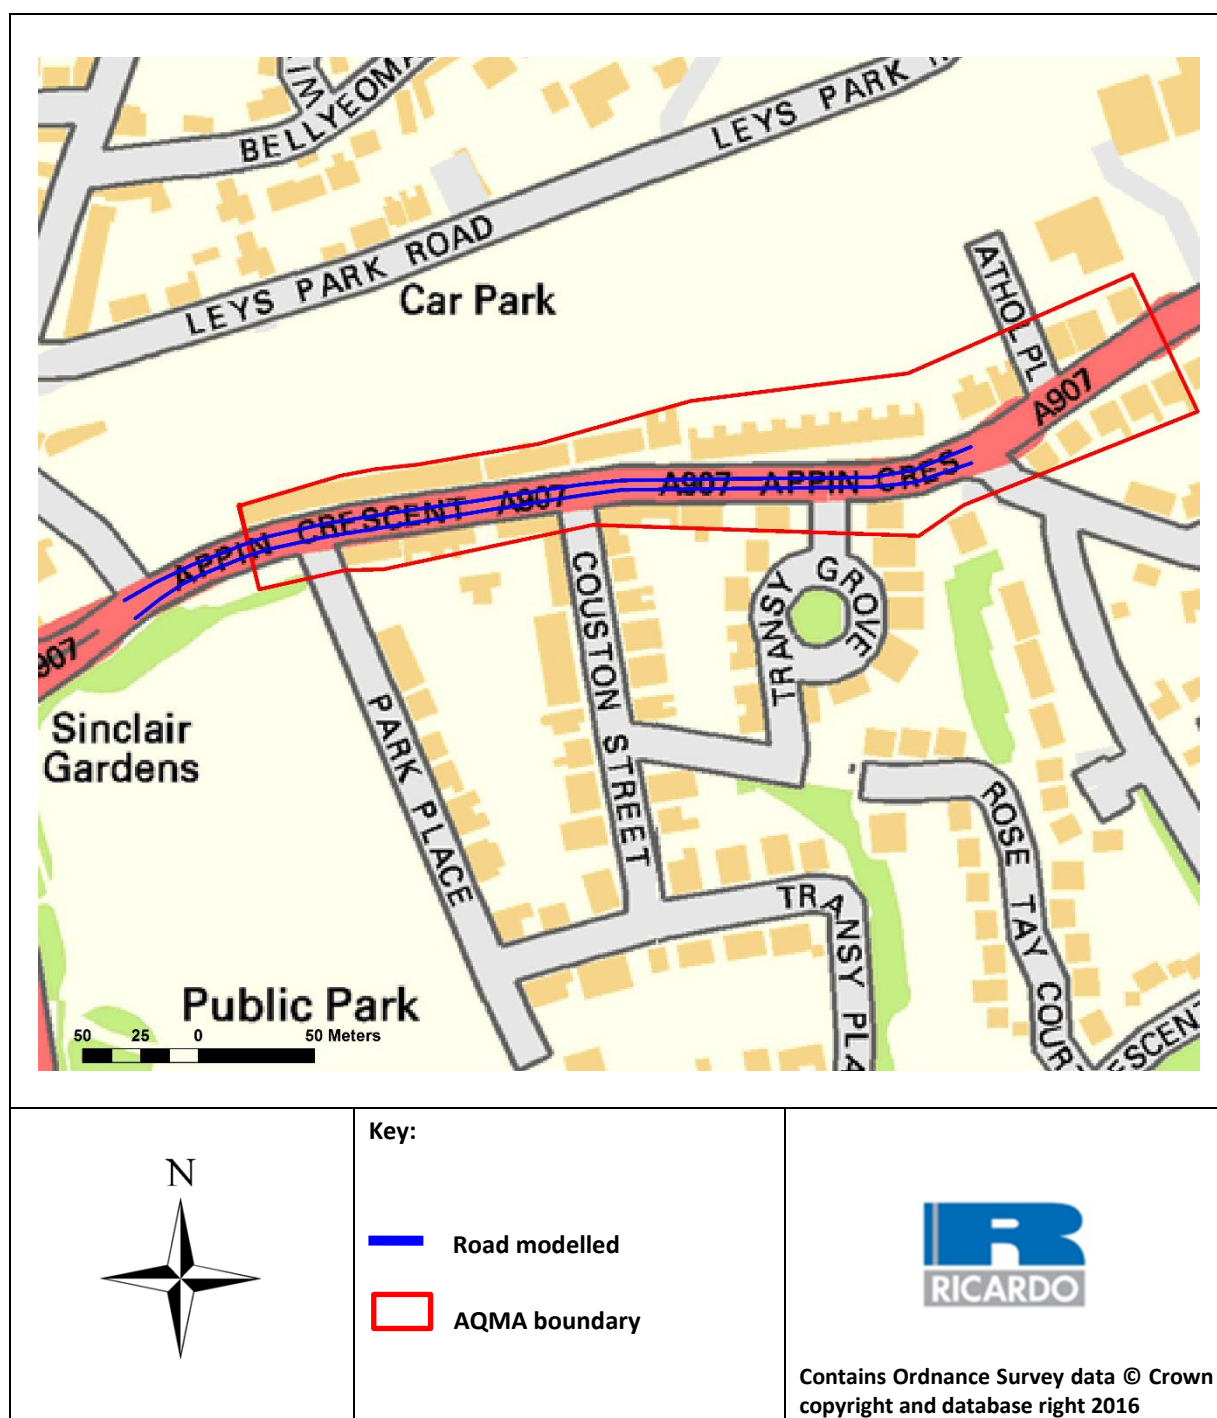 BELLYEOMA
WI
LEYS PARK
LEYS PARK ROAD
Car Park
ATHOL PL
A907
APPIN CRESCENT A907
A907 APPIN CRES
907
COUSTON STREET
TRANSY GROVE
PARK PLACE
Sinclair
Gardens
ROSE TAY COUR
TRANSY PLA
ESCENT
Public Park
50 25 0 50 Meters
N
Key:
Road modelled
AQMA boundary
R
RICARDO
Contains Ordnance Survey data © Crown
copyright and database right 2016